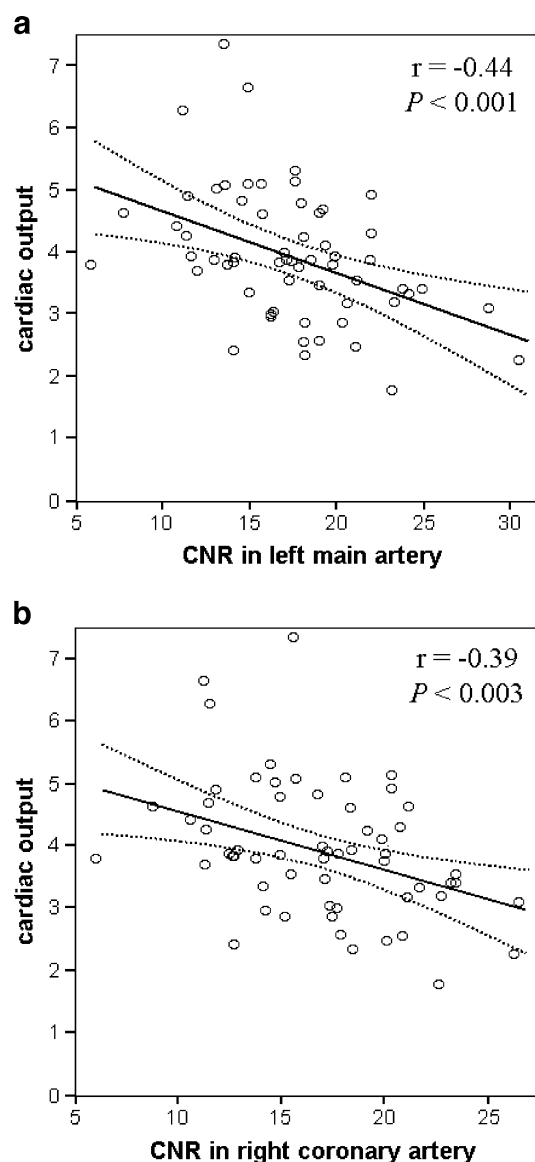 a
r = -0.44
P < 0.001
7
6
5
4
3
2
1
0
cardiac output
5 10 15 20 25 30
CNR in left main artery
b
r = -0.39
P < 0.003
7
6
5
4
3
2
1
0
cardiac output
5 10 15 20 25
CNR in right coronary artery